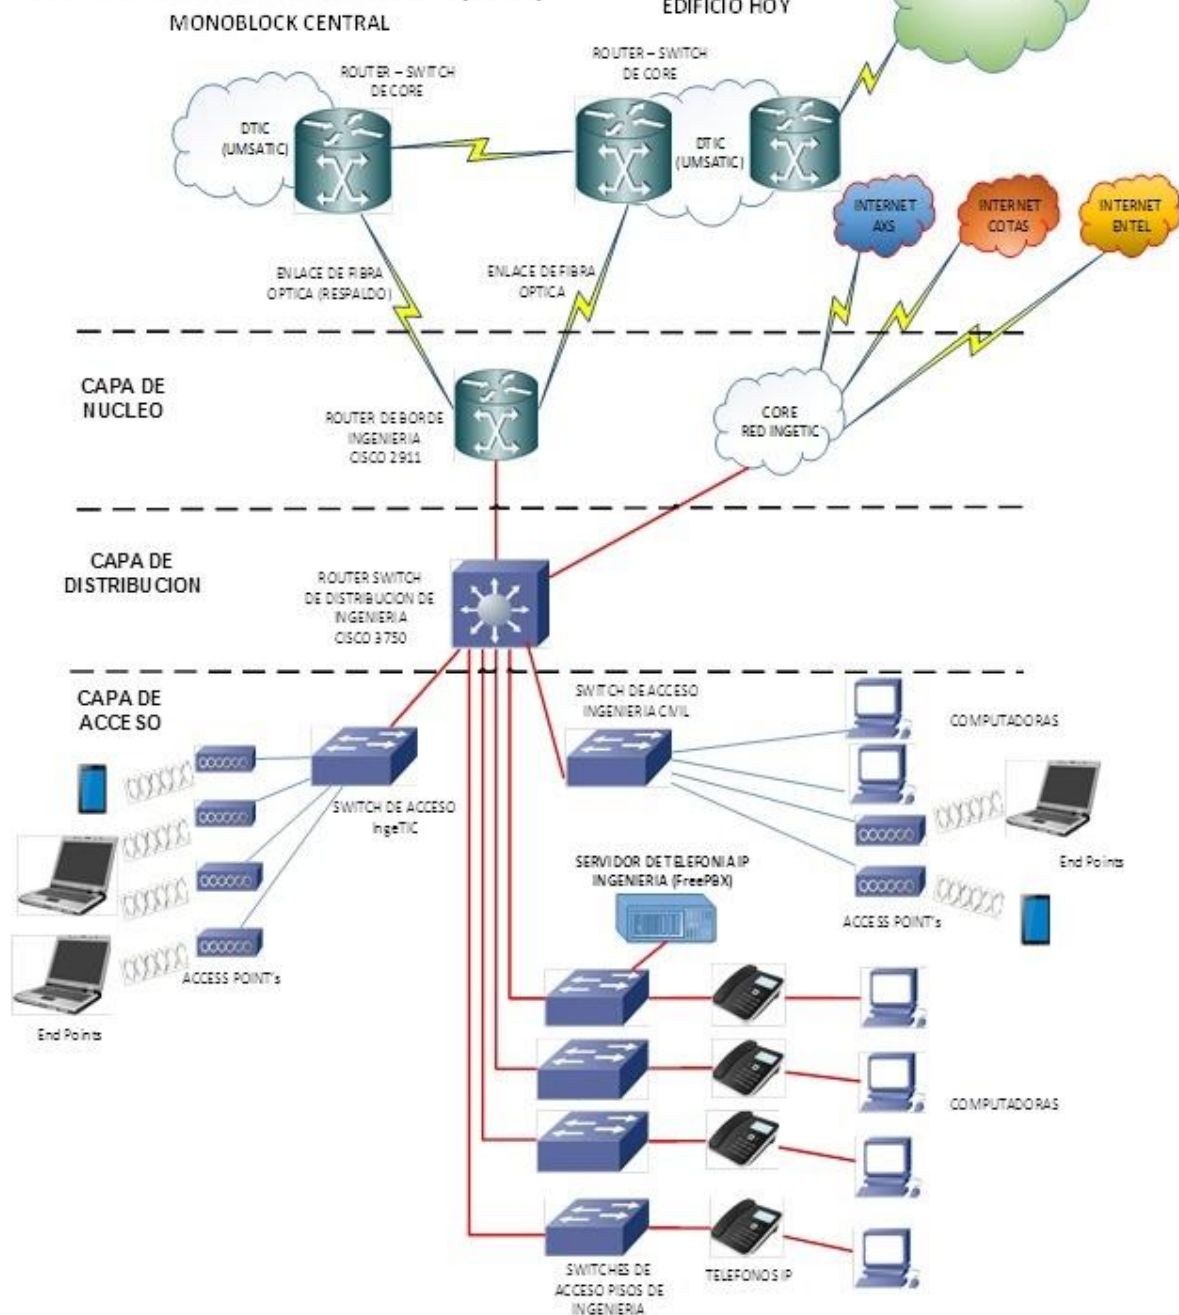 MONOBLOCK CENTRAL
EDIFICIO HOY
ROUTER – SWITCH
DE CORE
ROUTER – SWITCH
DE CORE
DTIC
(UMSATIC)
DTIC
(UMSATIC)
INTERNET
AXS
INTERNET
COTAS
INTERNET
ENTEL
ENLACE DE FIBRA
OPTICA (RESPALDO)
ENLACE DE FIBRA
OPTICA
CAPA DE
NUCLEO
ROUTER DE BORDE
INGENIERIA
CISCO 2911
CORE
RED INGETIC
CAPA DE
DISTRIBUCION
ROUTER SWITCH
DE DISTRIBUCION DE
INGENIERIA
CISCO 3750
CAPA DE
ACCESO
SWITCH DE ACCESO
INGENIERIA CIVIL
COMPUTADORAS
SWITCH DE ACCESO
IngeTIC
End Points
SERVIDOR DE TELEFONIA IP
INGENIERIA (FreePBX)
ACCESS POINT's
ACCESS POINT's
End Points
COMPUTADORAS
SWITCHES DE
ACCESO PISOS DE
INGENIERIA
TELEFONOS IP